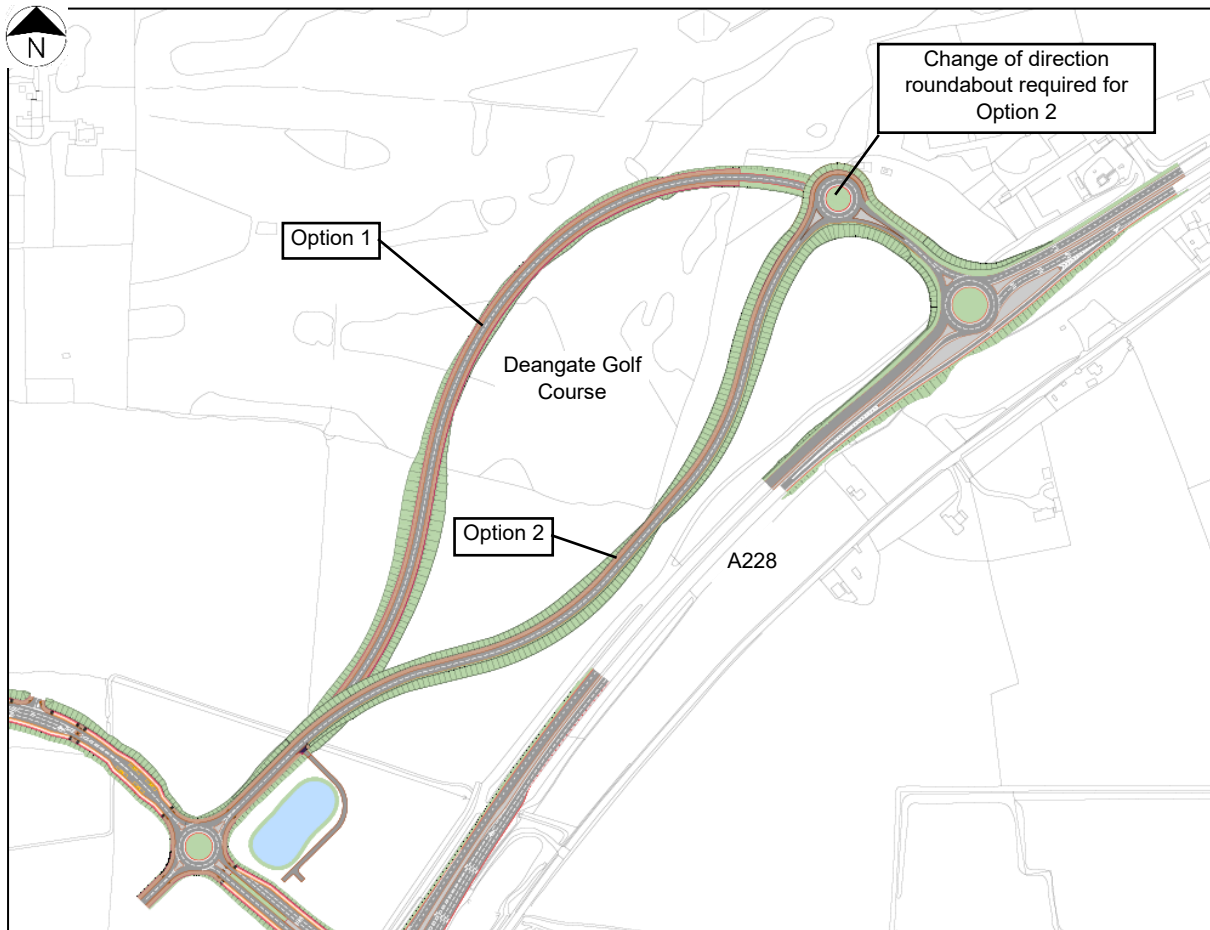 N
Change of direction
roundabout required for
Option 2
Option 1
Deangate Golf
Course
Option 2
A228